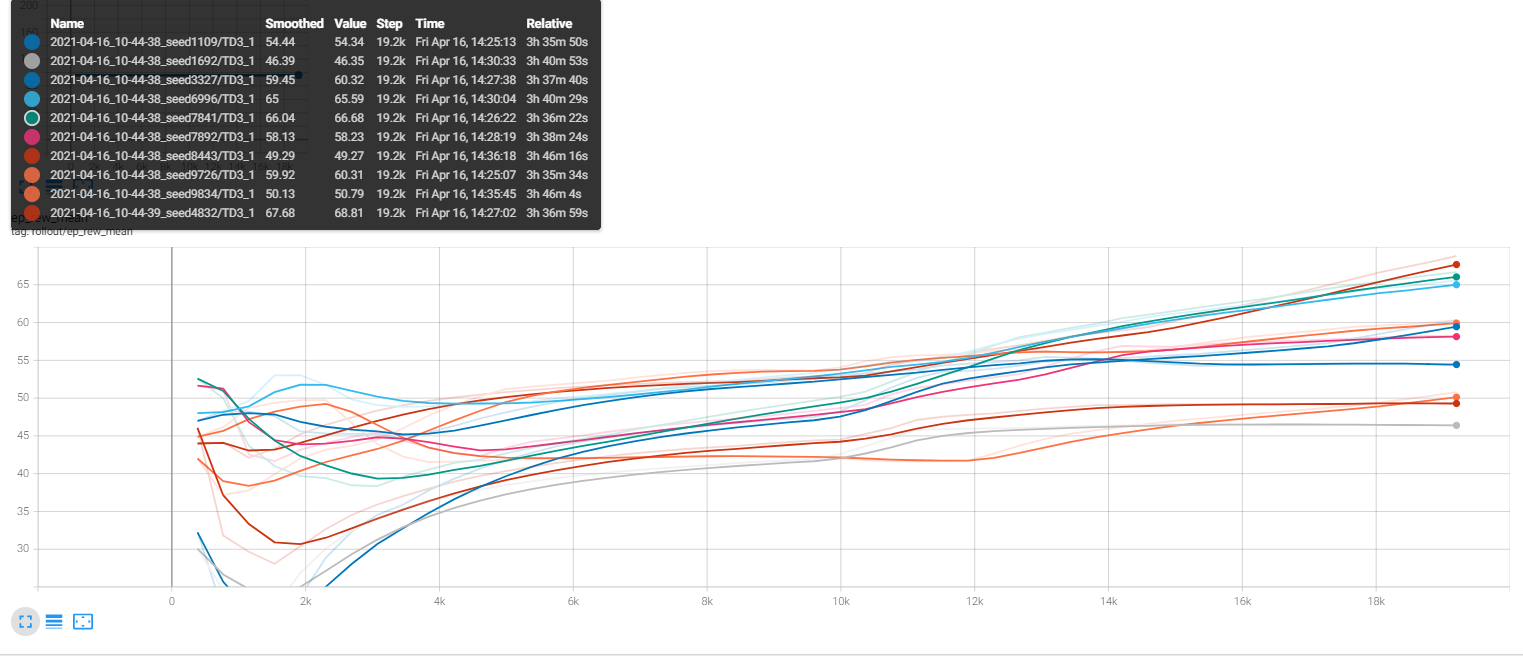 200
160
Name Smoothed Value Step Time Relative
2021-04-16_10-44-38_seed1109/TD3_1 54.44 54.34 19.2k Fri Apr 16, 14:25:13 3h 35m 50s
2021-04-16_10-44-38_seed1692/TD3_1 46.39 46.35 19.2k Fri Apr 16, 14:30:33 3h 40m 53s
2021-04-16_10-44-38_seed3327/TD3_1 59.45 60.32 19.2k Fri Apr 16, 14:27:38 3h 37m 40s
2021-04-16_10-44-38_seed6996/TD3_1 65 65.59 19.2k Fri Apr 16, 14:30:04 3h 40m 29s
2021-04-16_10-44-38_seed7841/TD3_1 66.04 66.68 19.2k Fri Apr 16, 14:26:22 3h 36m 22s
2021-04-16_10-44-38_seed7892/TD3_1 58.13 58.23 19.2k Fri Apr 16, 14:28:19 3h 38m 24s
2021-04-16_10-44-38_seed8443/TD3_1 49.29 49.27 19.2k Fri Apr 16, 14:36:18 3h 46m 16s
2021-04-16_10-44-38_seed9726/TD3_1 59.92 60.31 19.2k Fri Apr 16, 14:25:07 3h 35m 34s
2021-04-16_10-44-38_seed9834/TD3_1 50.13 50.79 19.2k Fri Apr 16, 14:35:45 3h 46m 4s
2021-04-16_10-44-39_seed4832/TD3_1 67.68 68.81 19.2k Fri Apr 16, 14:27:02 3h 36m 59s
ep_rew_mean
tag: rollout/ep_rew_mean
65
60
55
50
45
40
35
30
0 2k 4k 6k 8k 10k 12k 14k 16k 18k